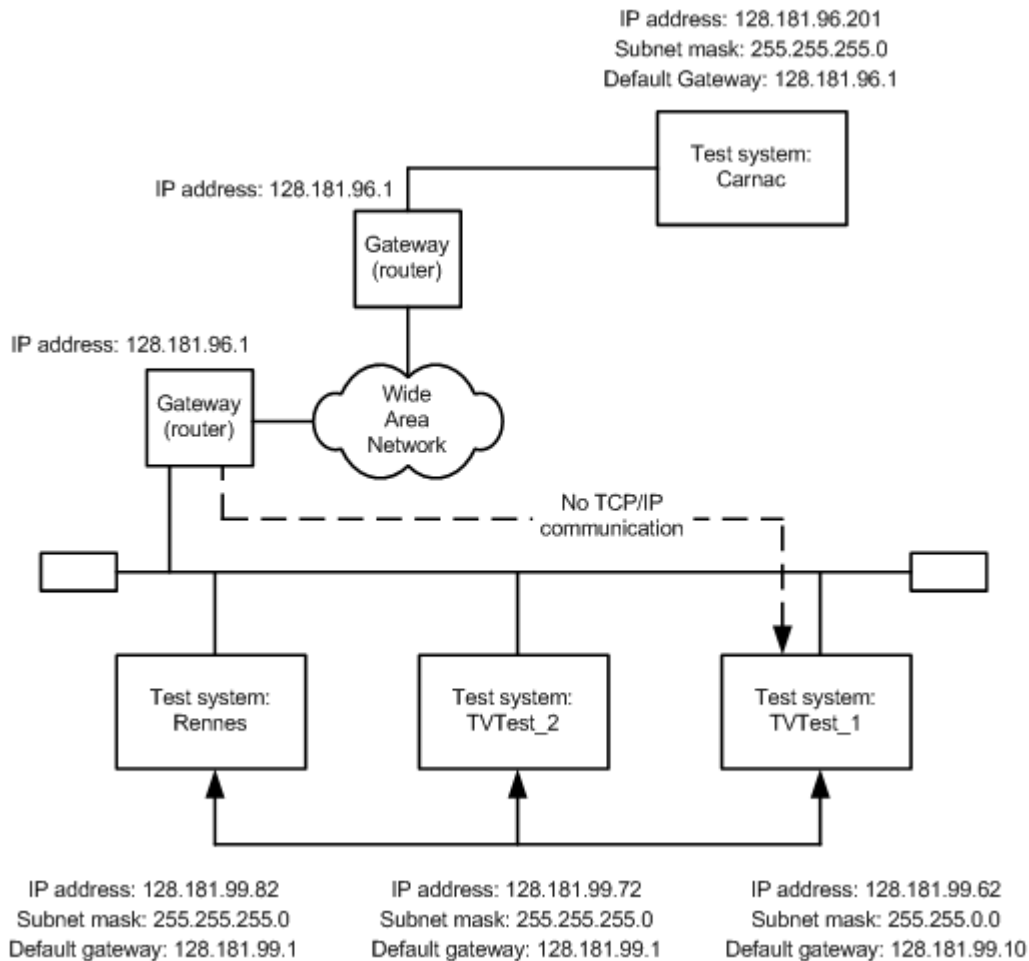 IP address: 128.181.96.201
Subnet mask: 255.255.255.0
Default Gateway: 128.181.96.1
Test system:
Carnac
IP address: 128.181.96.1
Gateway
(router)
IP address: 128.181.96.1
Gateway
(router)
Wide
Area
Network
No TCP/IP
communication
Test system:
Rennes
Test system:
TVTest_2
Test system:
TVTest_1
IP address: 128.181.99.82
Subnet mask: 255.255.255.0
Default gateway: 128.181.99.1
IP address: 128.181.99.72
Subnet mask: 255.255.255.0
Default gateway: 128.181.99.1
IP address: 128.181.99.62
Subnet mask: 255.255.0.0
Default gateway: 128.181.99.10